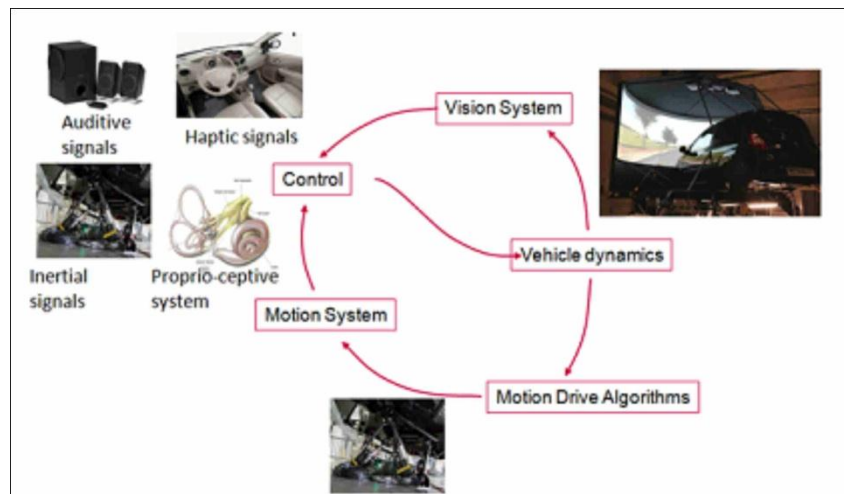 Auditive
signals
Haptic signals
Vision System
Control
Vehicle dynamics
Inertial
signals
Proprio-ceptive
system
Motion System
Motion Drive Algorithms